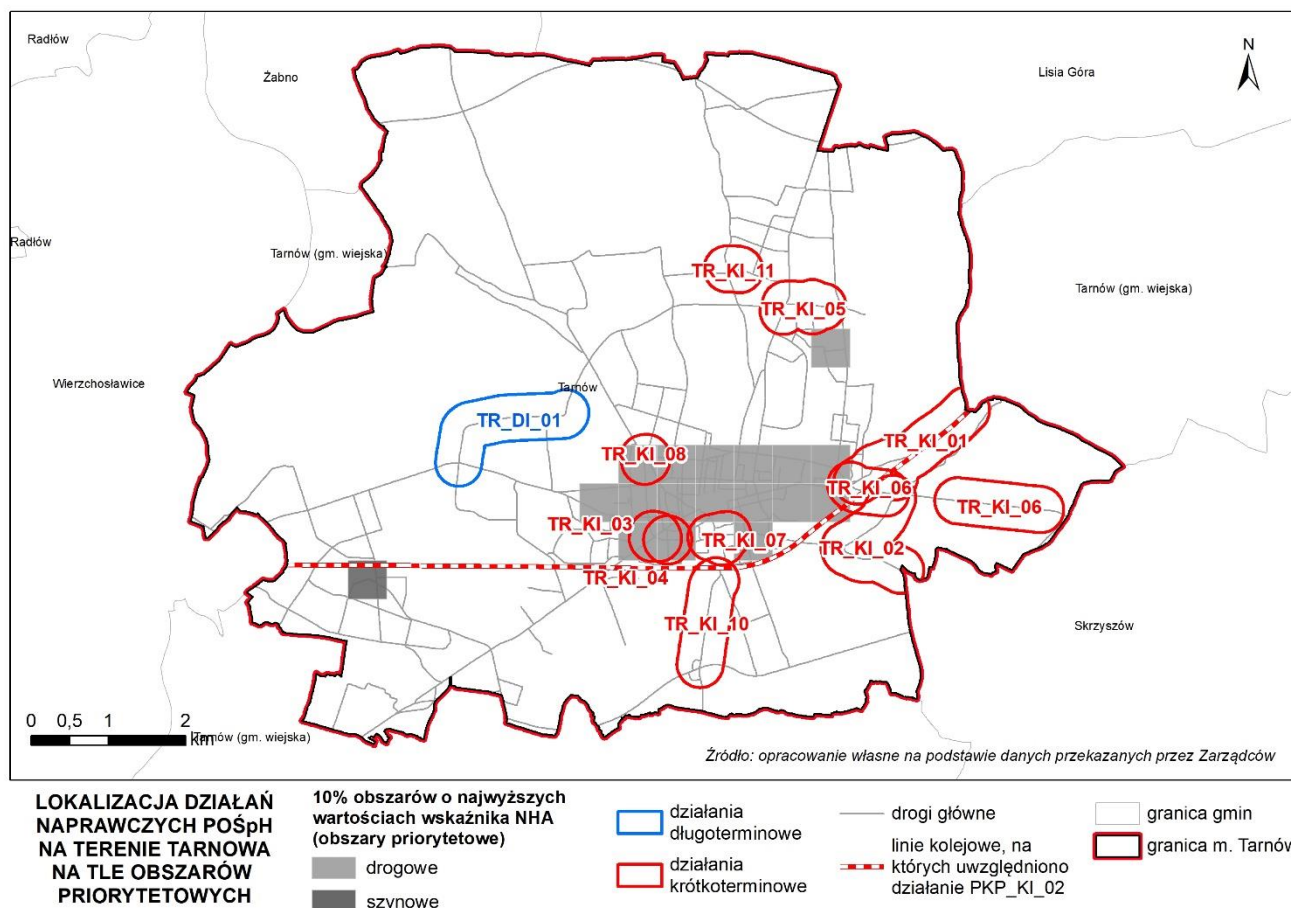 Radłów
Żabno
Lisia Góra
N
Radłów
Tarnów (gm. wiejska)
TR_KI_11
Tarnów (gm. wiejska)
TR_KI_05
Wierzchosławice
Tarnów
TR_DI_01
TR_KI_01
TR_KI_08
TR_KI_06
TR_KI_06
TR_KI_03
TR_KI_07
TR_KI_02
TR_KI_04
TR_KI_10
Skrzyszów
0 0,5 1 2
km
Tarnów (gm. wiejska)
Źródło: opracowanie własne na podstawie danych przekazanych przez Zarządców
LOKALIZACJA DZIAŁAŃ
NAPRAWCZYCH POŚpH
NA TERENIE TARNOWA
NA TLE OBSZARÓW
PRIORYTETOWYCH
10% obszarów o najwyższych
wartościach wskaźnika NHA
(obszary priorytetowe)
drogowe
szynowe
działania
długoterminowe
działania
krótkoterminowe
drogi główne
linie kolejowe, na
których uwzględniono
działanie PKP_KI_02
granica gmin
granica m. Tarnów